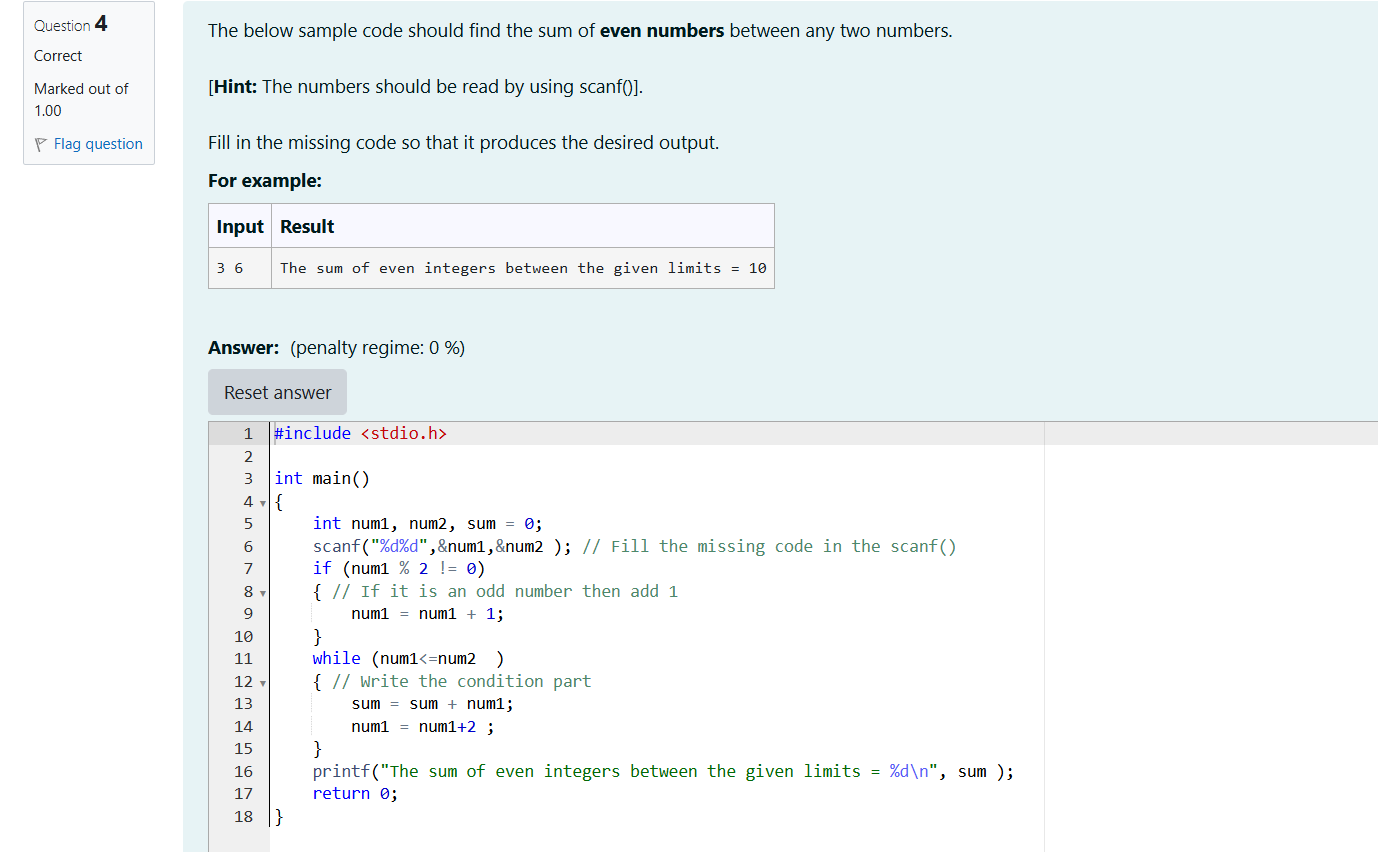 Question 4
Correct
Marked out of
1.00
Flag question
The below sample code should find the sum of even numbers between any two numbers.
[Hint: The numbers should be read by using scanf()].
Fill in the missing code so that it produces the desired output.
For example:
Input Result
3 6 The sum of even integers between the given limits = 10
Answer: (penalty regime: 0 %)
Reset answer
1 #include <stdio.h>
2
3 int main()
4 {
5     int num1, num2, sum = 0;
6     scanf("%d%d",&num1,&num2 ); // Fill the missing code in the scanf()
7     if (num1 % 2 != 0)
8     { // If it is an odd number then add 1
9         num1 = num1 + 1;
10     }
11     while (num1<=num2  )
12     { // Write the condition part
13         sum = sum + num1;
14         num1 = num1+2 ;
15     }
16     printf("The sum of even integers between the given limits = %d\n", sum );
17     return 0;
18 }